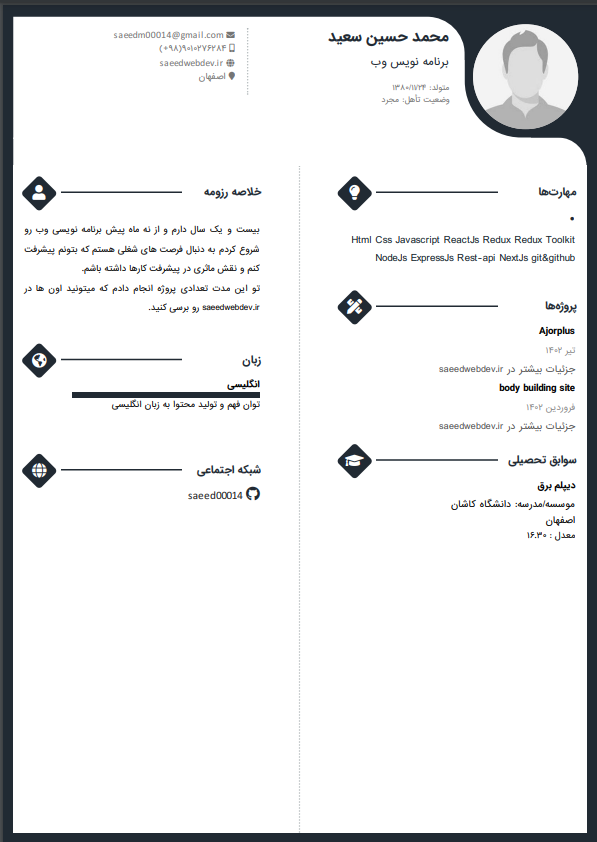 محمد حسین سعید
برنامه نویس وب
متولد: ۱۳۸۰/۱۱/۲۴
وضعیت تأهل: مجرد
saeedm00014@gmail.com
(+۹۸)۹۰۱۰۲۷۶۲۸۴
saeedwebdev.ir
اصفهان
مهارت‌ها
•
Html Css Javascript ReactJs Redux Redux Toolkit
NodeJs ExpressJs Rest-api NextJs git&github
پروژه‌ها
Ajorplus
تیر ۱۴۰۲
جزئیات بیشتر در saeedwebdev.ir
body building site
فروردین ۱۴۰۲
جزئیات بیشتر در saeedwebdev.ir
سوابق تحصیلی
دیپلم برق
موسسه/مدرسه: دانشگاه کاشان
اصفهان
معدل : ۱۶.۳۰
خلاصه رزومه
بیست و یک سال دارم و از نه ماه پیش برنامه نویسی وب رو
شروع کردم به دنبال فرصت های شغلی هستم که بتونم پیشرفت
کنم و نقش ماثری در پیشرفت کارها داشته باشم.
تو این مدت تعدادی پروژه انجام دادم که میتونید اون ها در
saeedwebdev.ir رو برسی کنید.
زبان
انگلیسی
توان فهم و تولید محتوا به زبان انگلیسی
شبکه اجتماعی
saeed00014